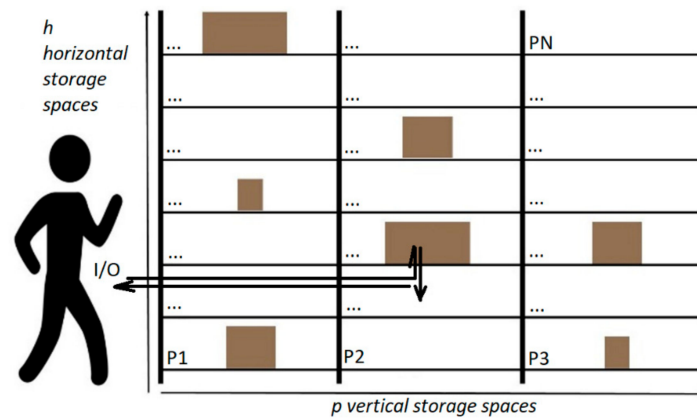 h
horizontal
storage
spaces
... ... PN
... ... ...
... ... ...
... ... ...
... ... ...
I/O
... ... ...
P1 P2 P3
p vertical storage spaces